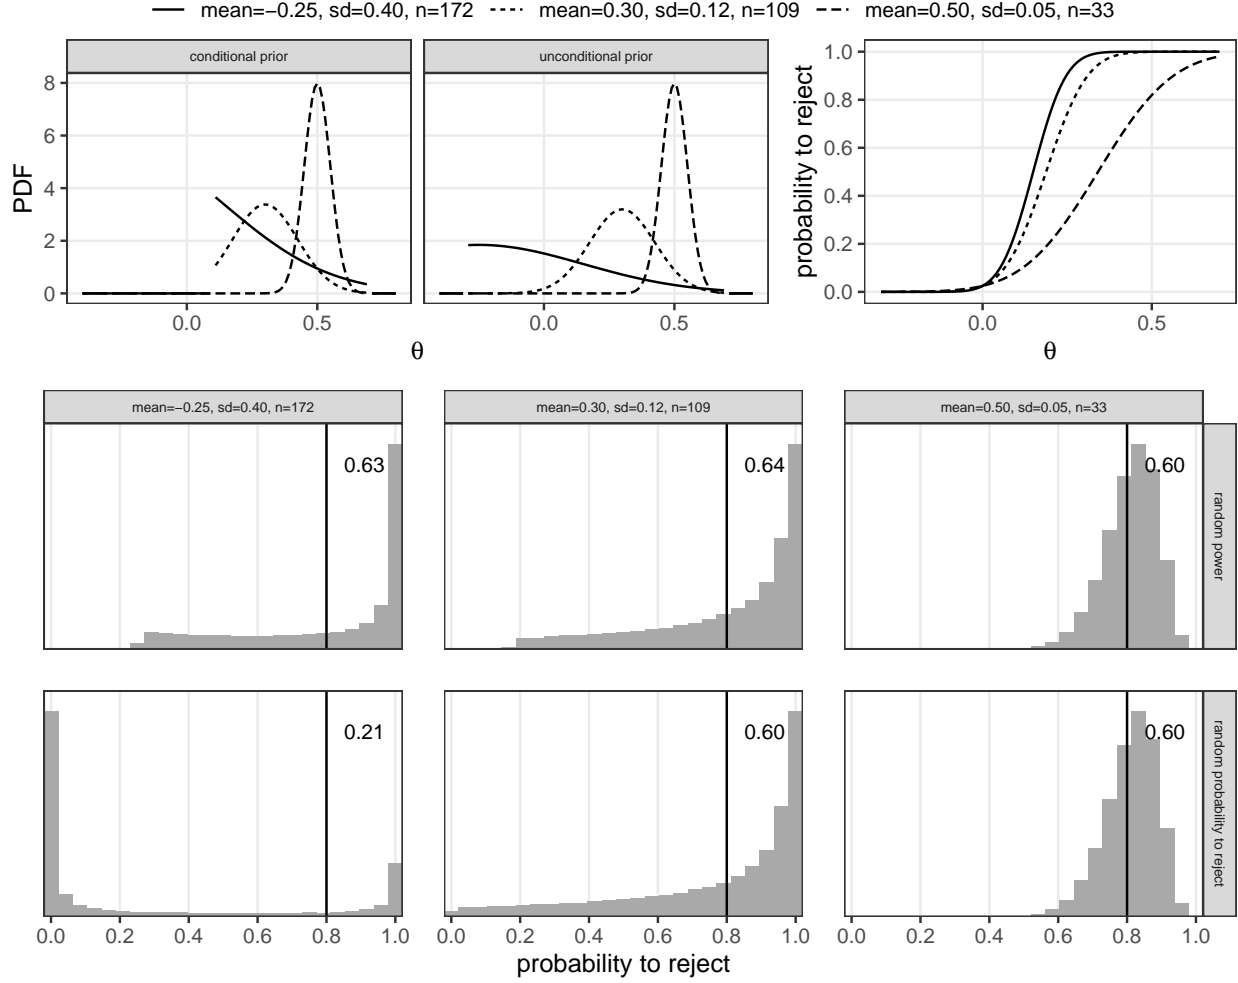 mean=−0.25, sd=0.40, n=172 mean=0.30, sd=0.12, n=109 mean=0.50, sd=0.05, n=33
conditional prior unconditional prior
PDF
8
6
4
2
0
0.0 0.5 0.0 0.5
θ
probability to reject
1.0
0.8
0.6
0.4
0.2
0.0
0.0 0.5
θ
mean=−0.25, sd=0.40, n=172 mean=0.30, sd=0.12, n=109 mean=0.50, sd=0.05, n=33
0.63 0.64 0.60
random power
0.21 0.60 0.60
random probability to reject
0.0 0.2 0.4 0.6 0.8 1.0 0.0 0.2 0.4 0.6 0.8 1.0 0.0 0.2 0.4 0.6 0.8 1.0
probability to reject